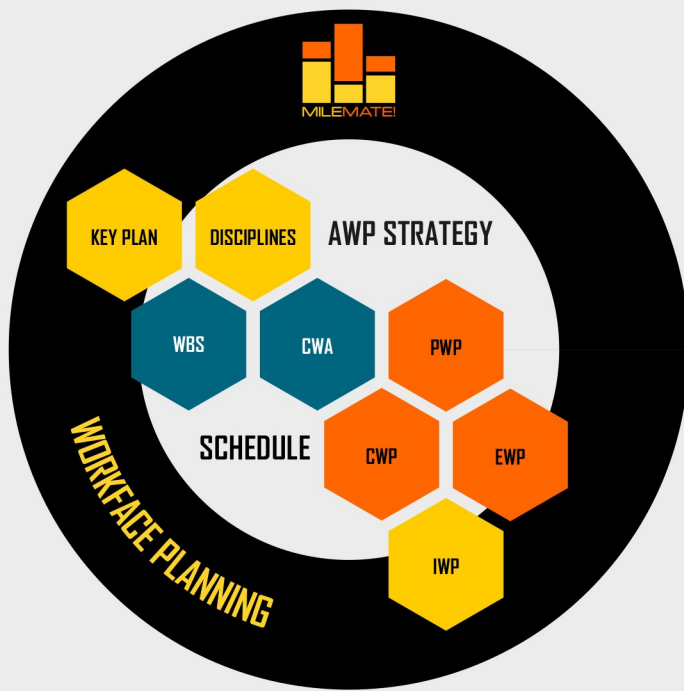 MILEMATE!
KEY PLAN
DISCIPLINES
AWP STRATEGY
WBS
CWA
PWP
SCHEDULE
CWP
EWP
IWP
WORKFACE PLANNING